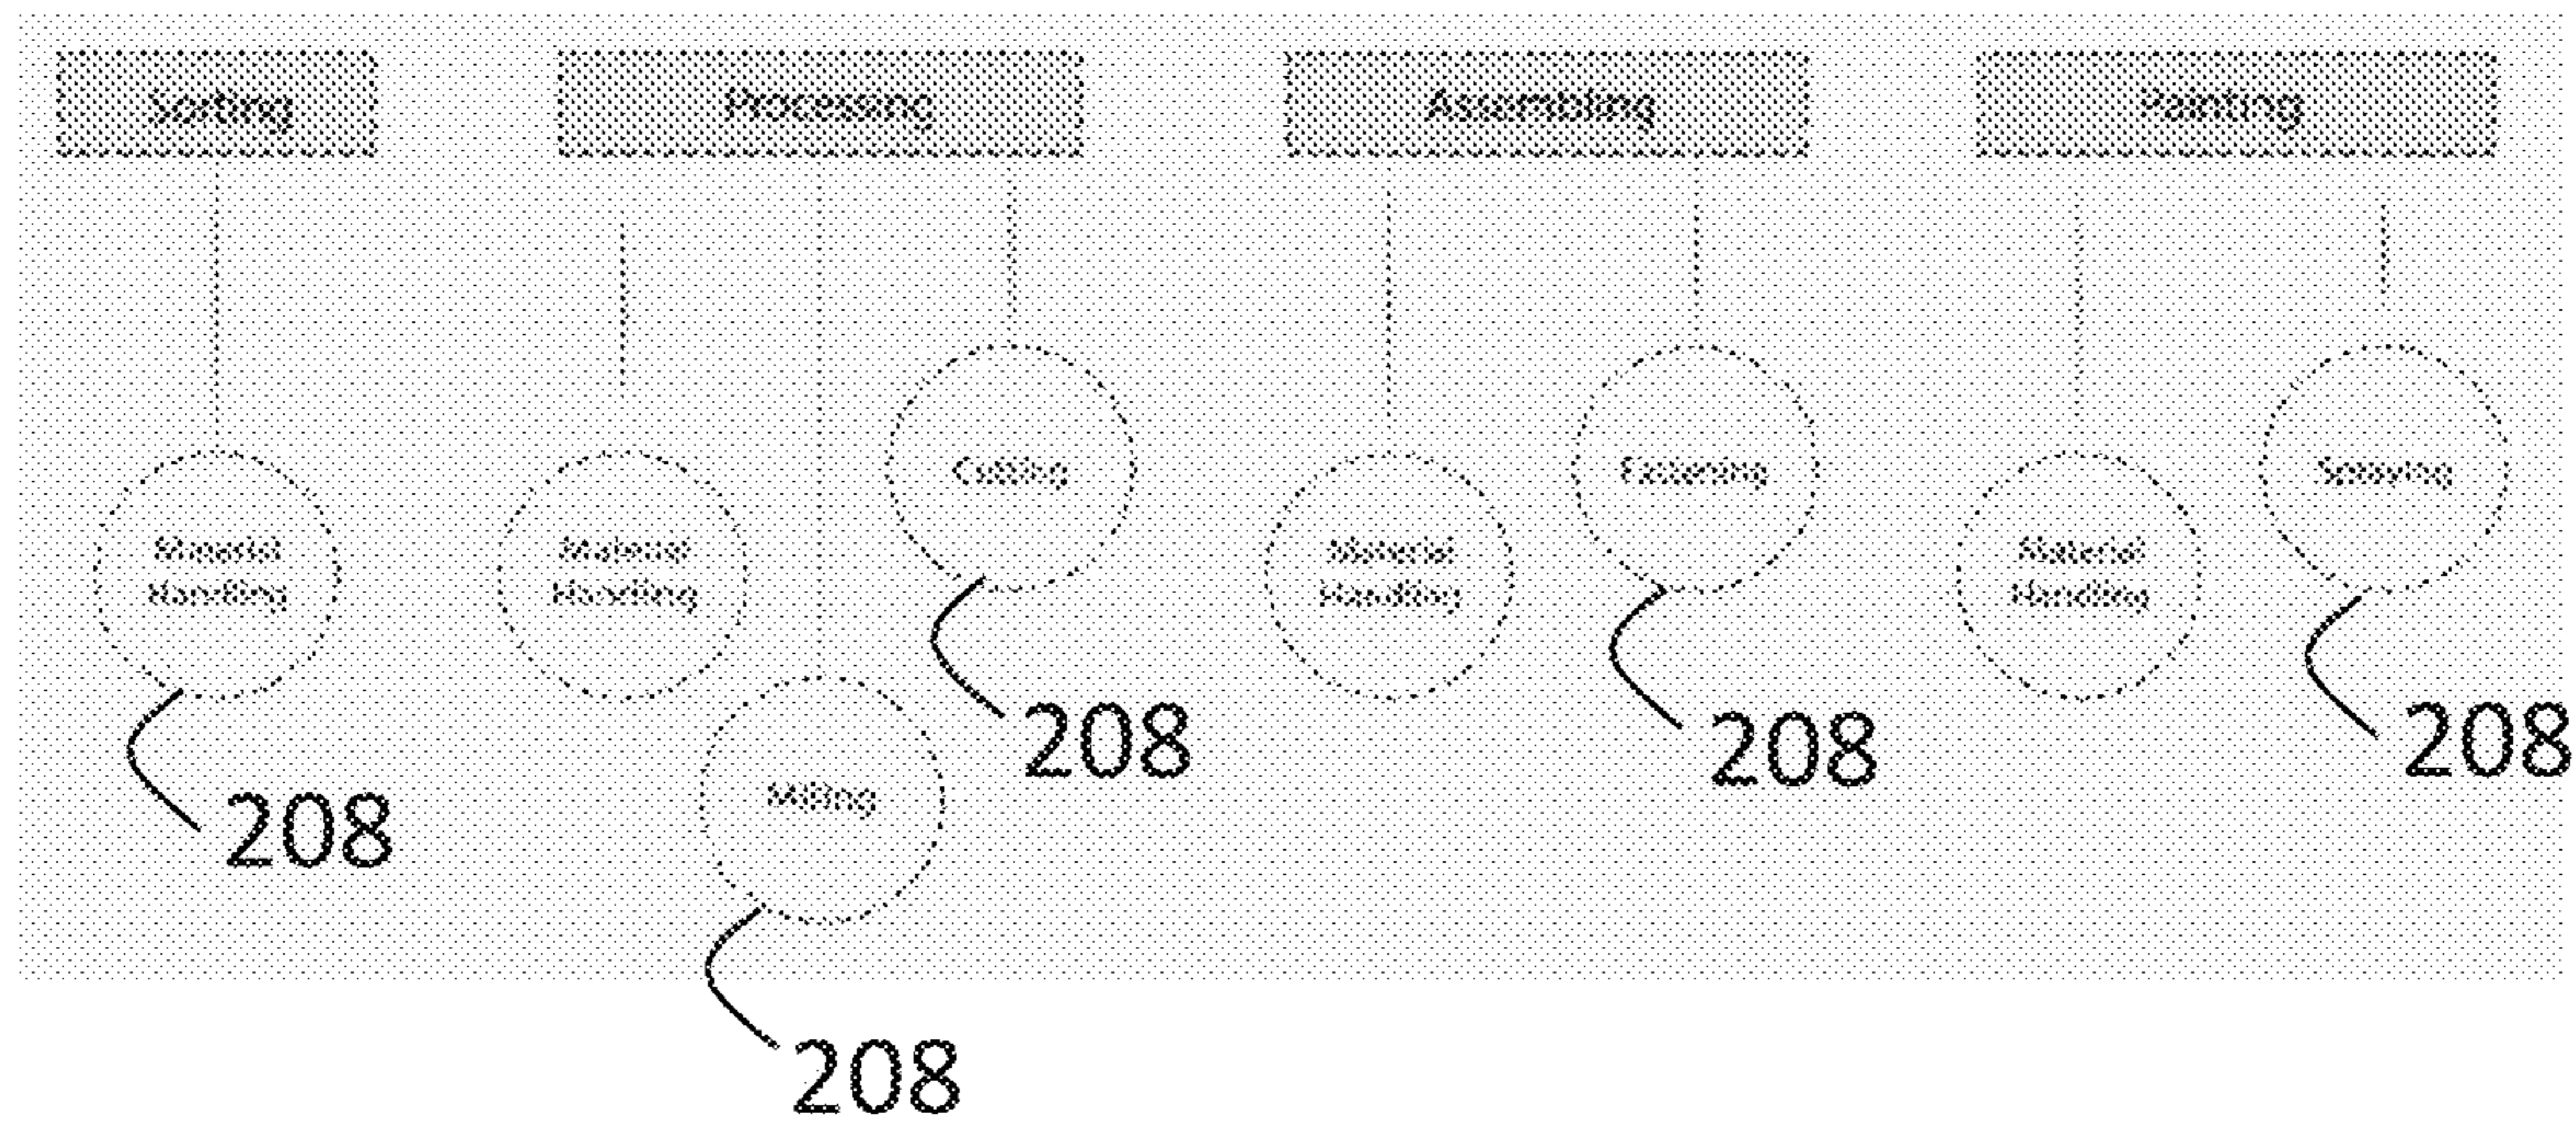 Sorting
Processing
Assembling
Painting
Cutting
Fastening
Spraying
Material
Handling
Material
Handling
Material
Handling
Material
Handling
208
208
208
208
Milling
208